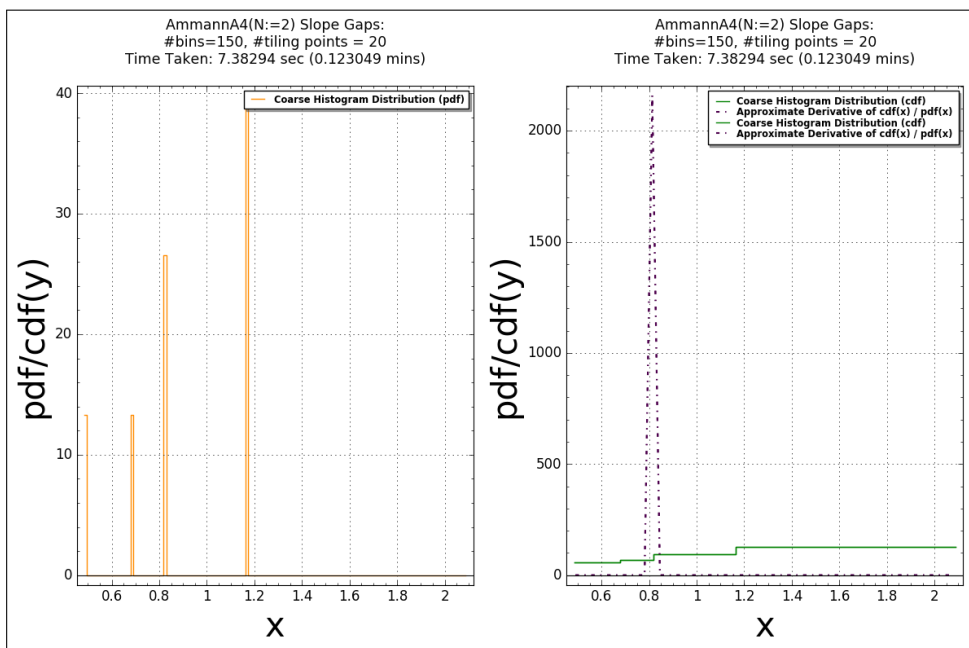 AmmannA4(N:=2) Slope Gaps:
#bins=150, #tiling points = 20
Time Taken: 7.38294 sec (0.123049 mins)
Coarse Histogram Distribution (pdf)
40
30
20
10
0
pdf/cdf(y)
0.6 0.8 1 1.2 1.4 1.6 1.8 2
x
AmmannA4(N:=2) Slope Gaps:
#bins=150, #tiling points = 20
Time Taken: 7.38294 sec (0.123049 mins)
Coarse Histogram Distribution (cdf)
Approximate Derivative of cdf(x) / pdf(x)
Coarse Histogram Distribution (cdf)
Approximate Derivative of cdf(x) / pdf(x)
2000
1500
1000
500
0
pdf/cdf(y)
0.6 0.8 1 1.2 1.4 1.6 1.8 2
x